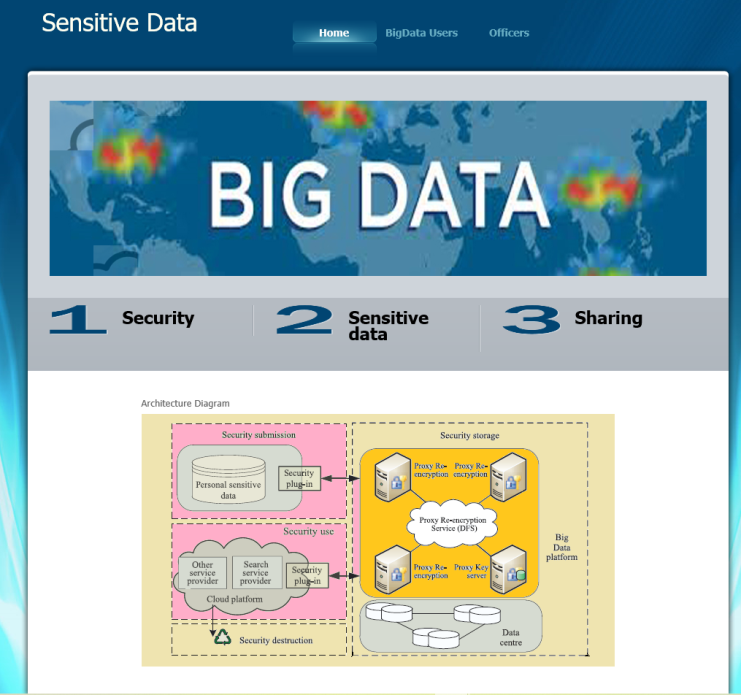 Sensitive Data
Home BigData Users Officers
BIG DATA
1 Security
2 Sensitive
data
3 Sharing
Architecture Diagram
Security submission
Personal sensitive
data
Security
plug-in
Security use
Other
service
provider
Search
service
provider
Security
plug-in
Cloud platform
Security destruction
Security storage
Proxy Re-
encryption
Proxy Re-
encryption
Proxy Re-encryption
Service (DFS)
Proxy Re-
encryption
Proxy Key
server
Big
Data
platform
Data
centre